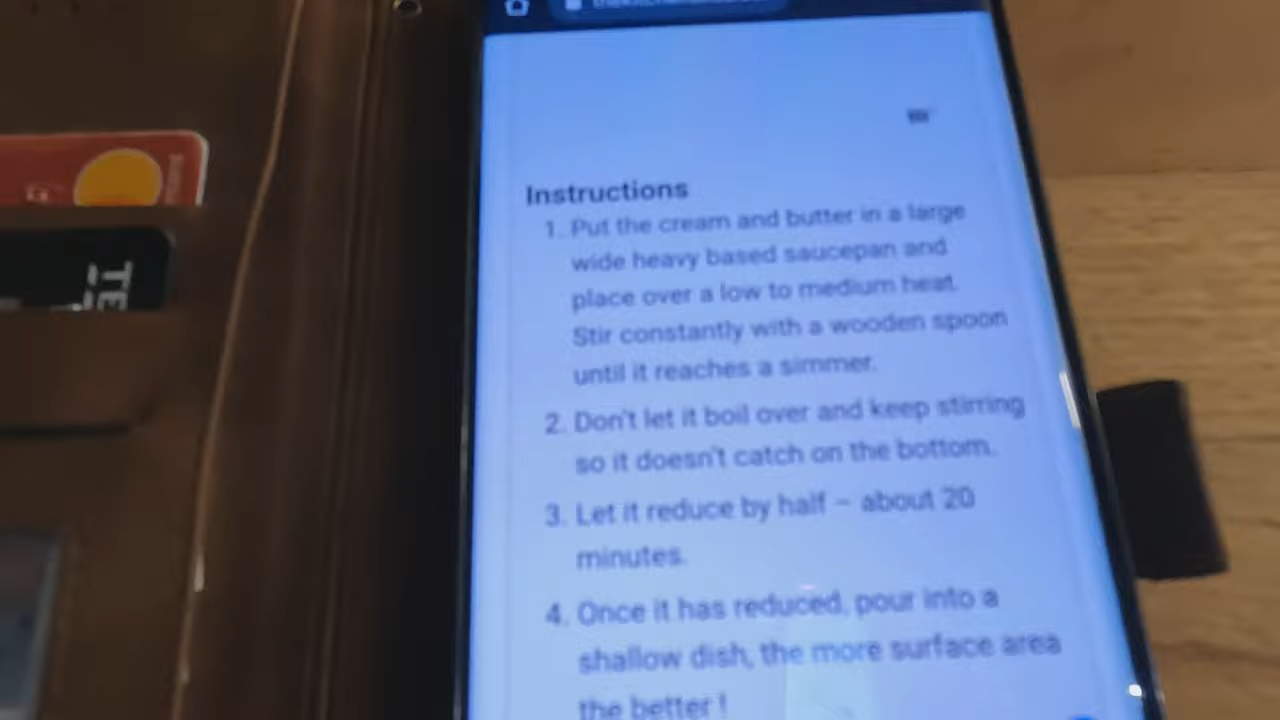 Instructions
1. Put the cream and butter in a large
wide heavy based saucepan and
place over a low to medium heat.
Stir constantly with a wooden spoon
until it reaches a simmer.
2. Don't let it boil over and keep stirring
so it doesn't catch on the bottom.
3. Let it reduce by half – about 20
minutes.
4. Once it has reduced, pour into a
shallow dish, the more surface area
the better !
TE